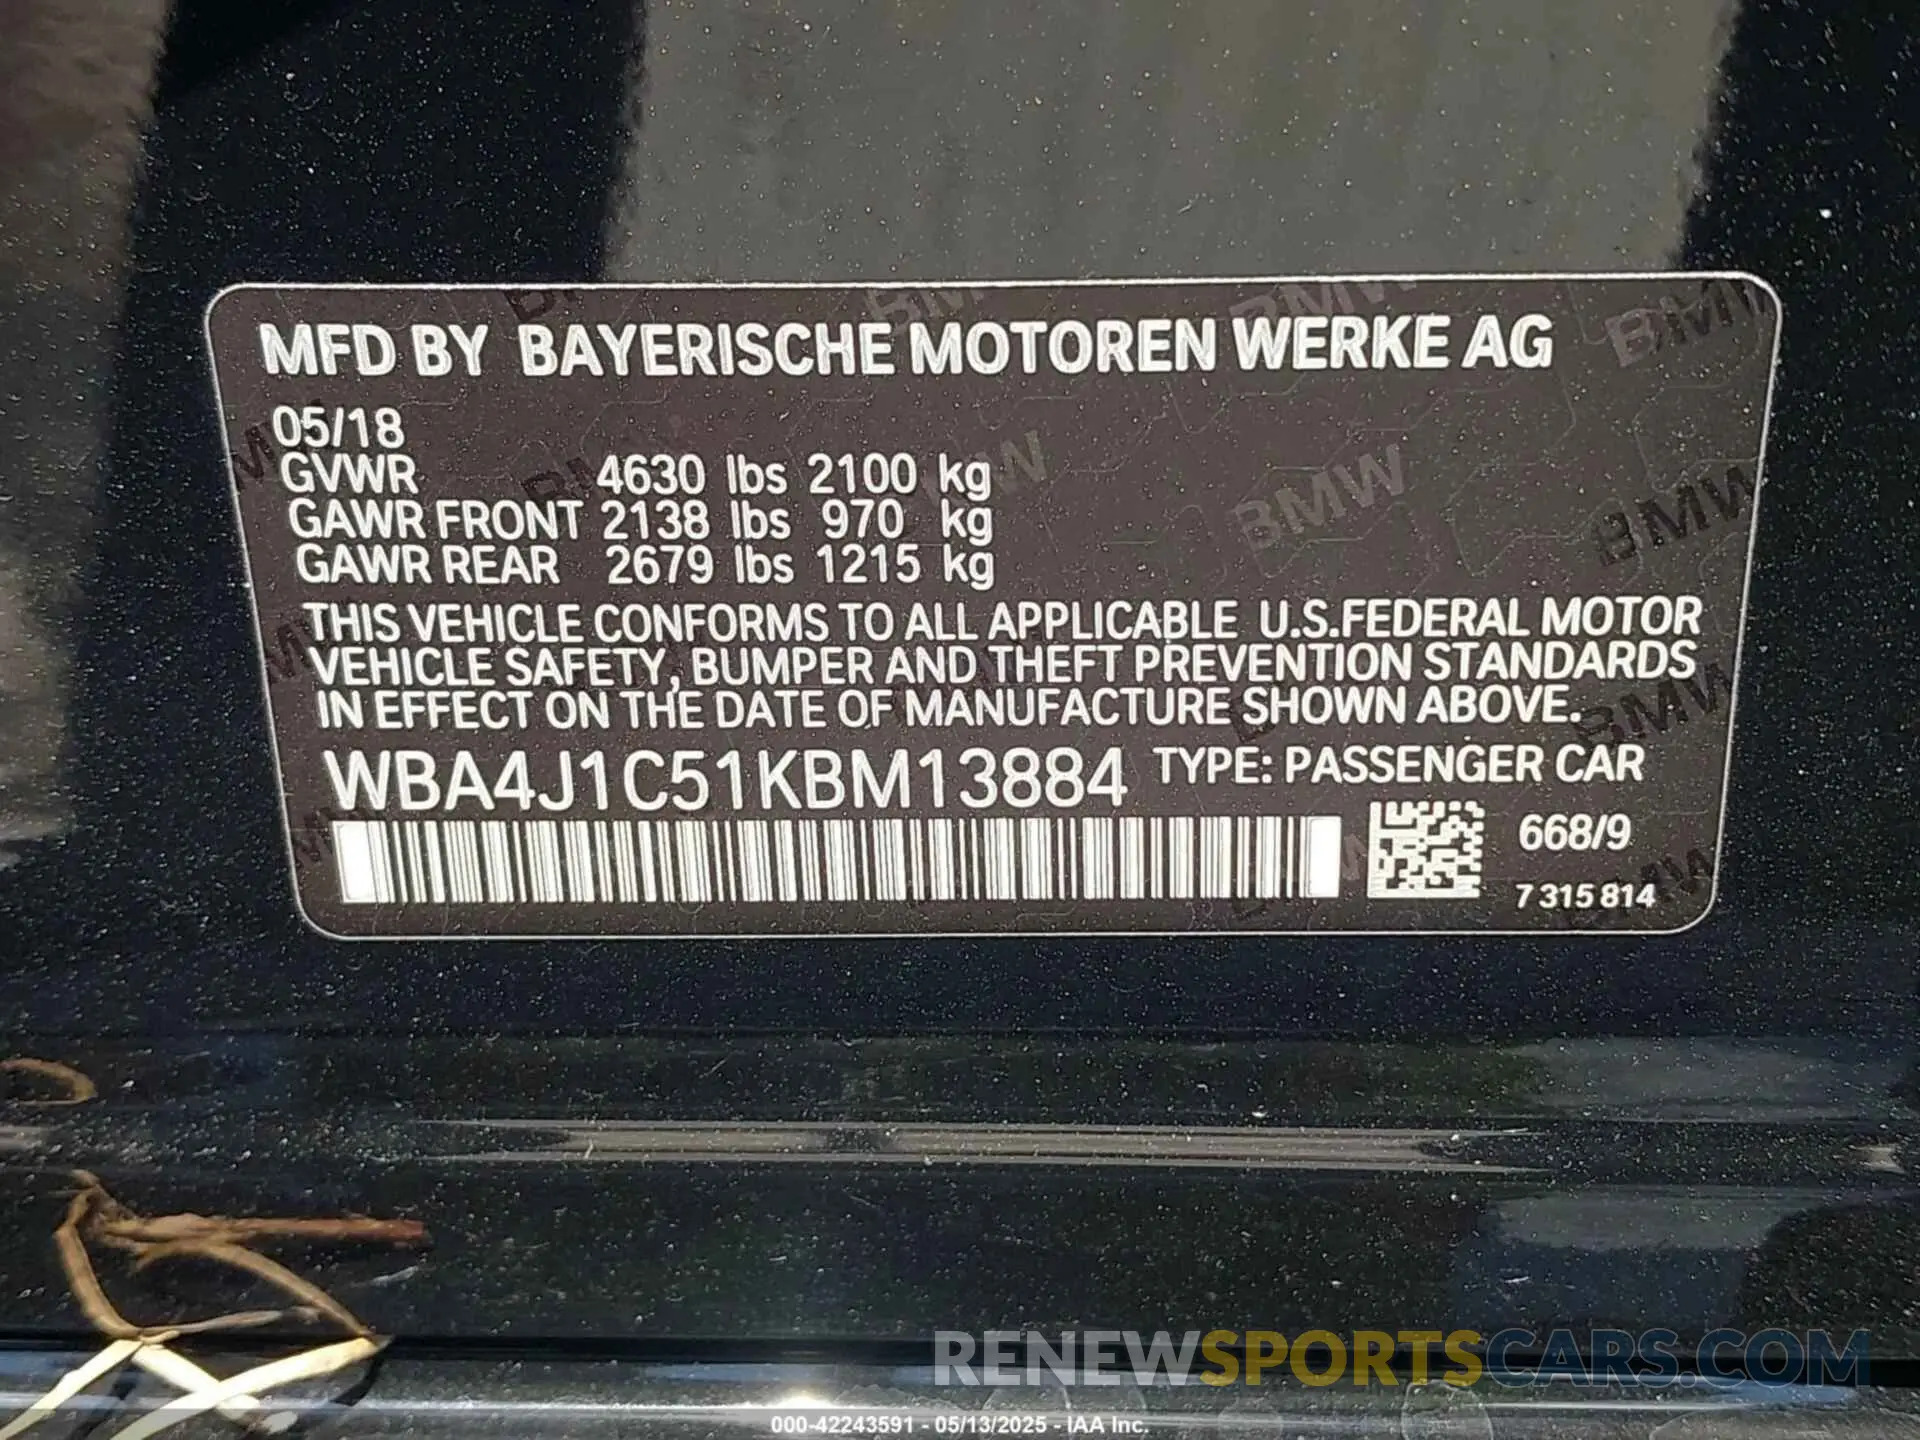 MFD BY BAYERISCHE MOTOREN WERKE AG
05/18
GVWR 4630 lbs 2100 kg
GAWR FRONT 2138 lbs 970 kg
GAWR REAR 2679 lbs 1215 kg
THIS VEHICLE CONFORMS TO ALL APPLICABLE U.S.FEDERAL MOTOR
VEHICLE SAFETY, BUMPER AND THEFT PREVENTION STANDARDS
IN EFFECT ON THE DATE OF MANUFACTURE SHOWN ABOVE.
WBA4J1C51KBM13884 TYPE: PASSENGER CAR
668/9
7 315 814
RENEWSPORTSCARS.COM
000-42243591 - 05/13/2025 - IAA Inc.